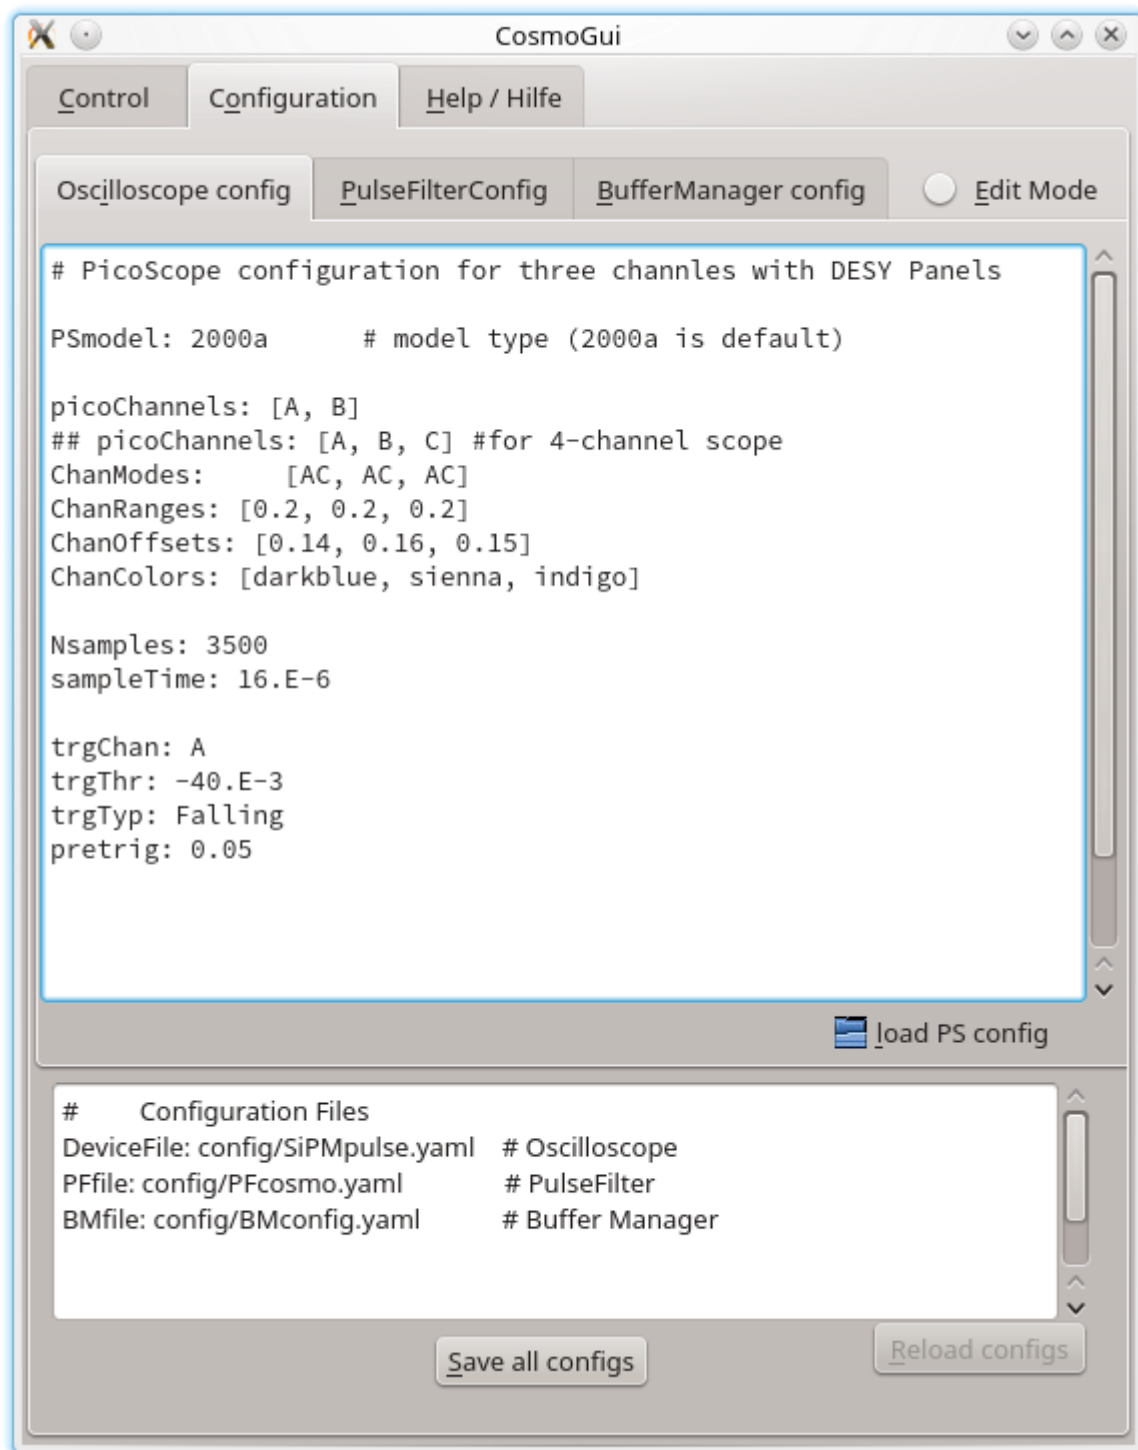 CosmoGui
Control Configuration Help / Hilfe
Oscilloscope config PulseFilterConfig BufferManager config Edit Mode
# PicoScope configuration for three channles with DESY Panels
PSmodel: 2000a      # model type (2000a is default)
picoChannels: [A, B]
## picoChannels: [A, B, C] #for 4-channel scope
ChanModes:     [AC, AC, AC]
ChanRanges: [0.2, 0.2, 0.2]
ChanOffsets: [0.14, 0.16, 0.15]
ChanColors: [darkblue, sienna, indigo]
Nsamples: 3500
sampleTime: 16.E-6
trgChan: A
trgThr: -40.E-3
trgTyp: Falling
pretrig: 0.05
load PS config
#        Configuration Files
DeviceFile: config/SiPMpulse.yaml    # Oscilloscope
PFfile: config/PFcosmo.yaml    # PulseFilter
BMfile: config/BMconfig.yaml    # Buffer Manager
Save all configs Reload configs